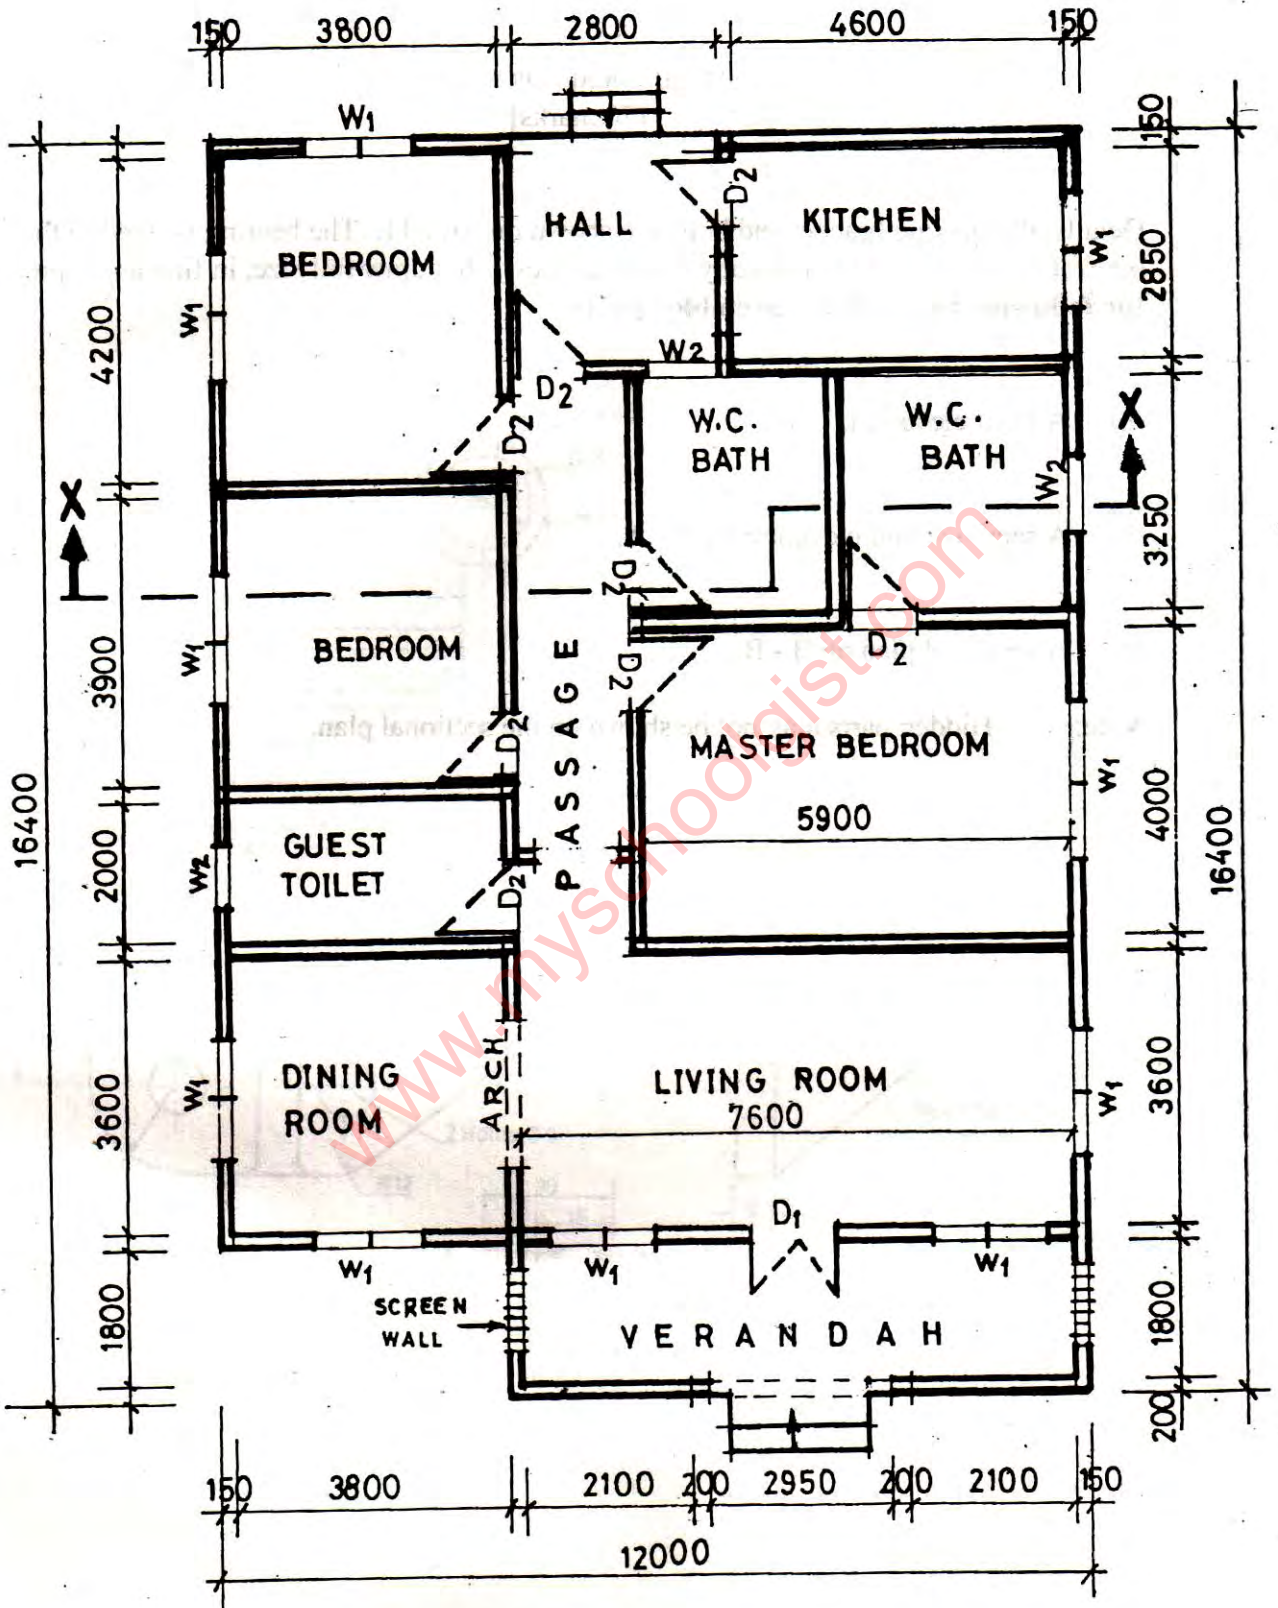 150 3800 2800 4600 150
W1
HALL
D2
KITCHEN
BEDROOM
150
W1
2850
W1
4200
W2
D2
D2
W.C.
BATH
W.C.
BATH
X
W2
3250
X
D2
D2
BEDROOM
W1
3900
D2
D2
PASSAGE
MASTER BEDROOM
W1
5900
4000
16400
16400
GUEST
TOILET
W2
2000
D2
www.myschoolgist.com
DINING
ROOM
W1
3600
ARCH
LIVING ROOM
7600
W1
3600
D1
W1
W1
W1
SCREEN
WALL
VERANDAH
1800
1800
200
150 3800 2100 200 2950 200 2100 150
12000